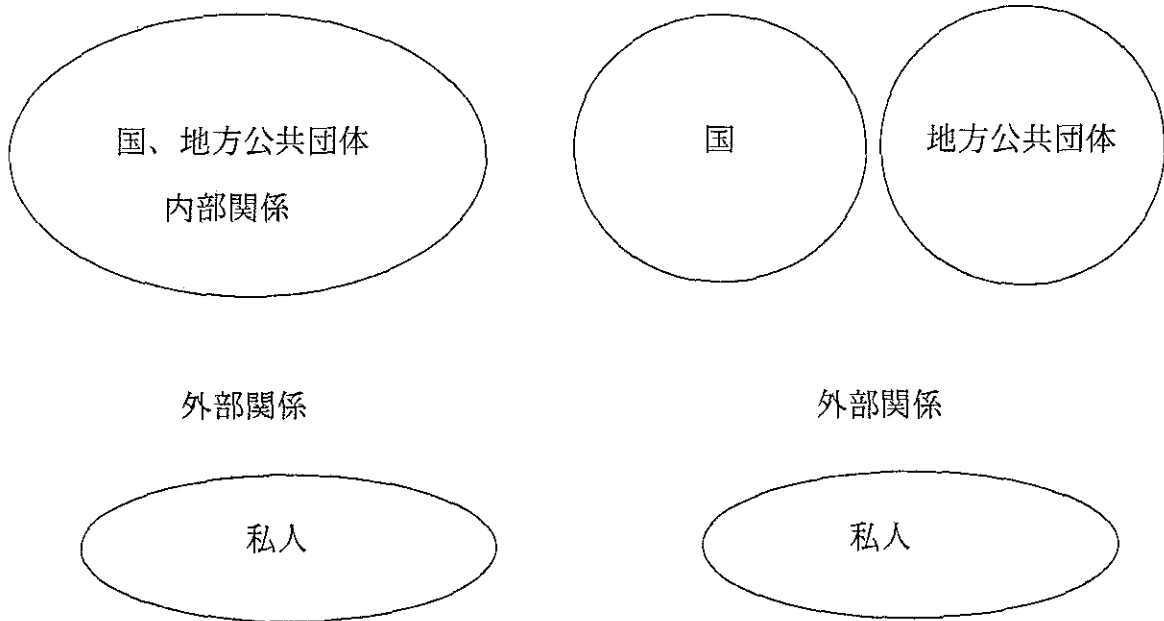 国、地方公共団体
内部関係
外部関係
私人
国
地方公共団体
外部関係
私人